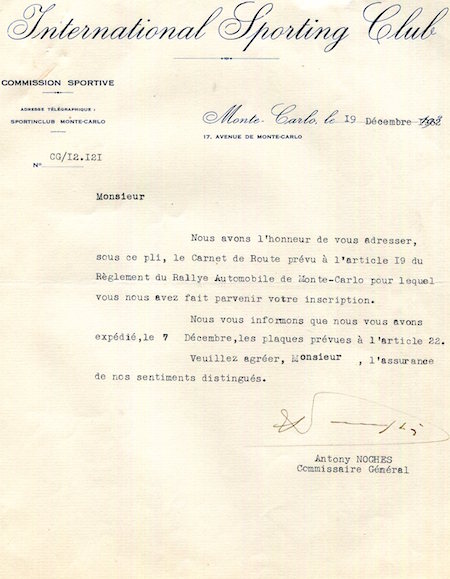 International Sporting Club
COMMISSION SPORTIVE
ADRESSE TÉLÉGRAPHIQUE :
SPORTINCLUB MONTE-CARLO
Monte-Carlo, le I9 Décembre
17, AVENUE DE MONTE-CARLO
N° CG/I2.I2I
Monsieur
Nous avons l'honneur de vous adresser,
sous ce pli, le Carnet de Route prévu à l'article I9 du
Règlement du Rallye Automobile de Monte-Carlo pour lequel
vous nous avez fait parvenir votre inscription.
Nous vous informons que nous vous avons
expédié,le 7 Décembre,les plaques prévues à l'article 22.
Veuillez agréer, Monsieur , l'assurance
de nos sentiments distingués.
Antony NOGHES
Commissaire Général